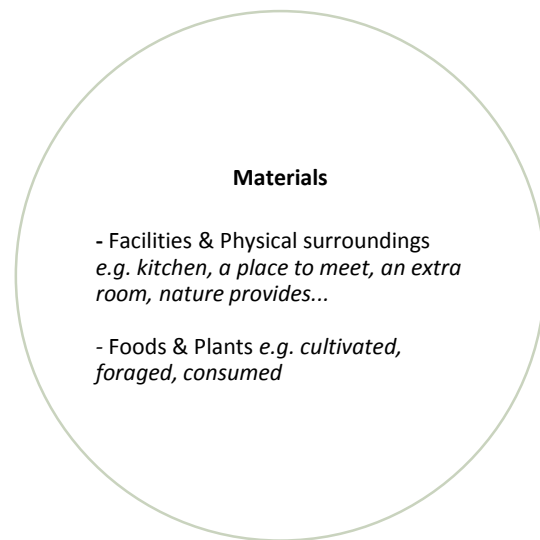 Materials
- Facilities & Physical surroundings
e.g. kitchen, a place to meet, an extra
room, nature provides...
- Foods & Plants e.g. cultivated,
foraged, consumed